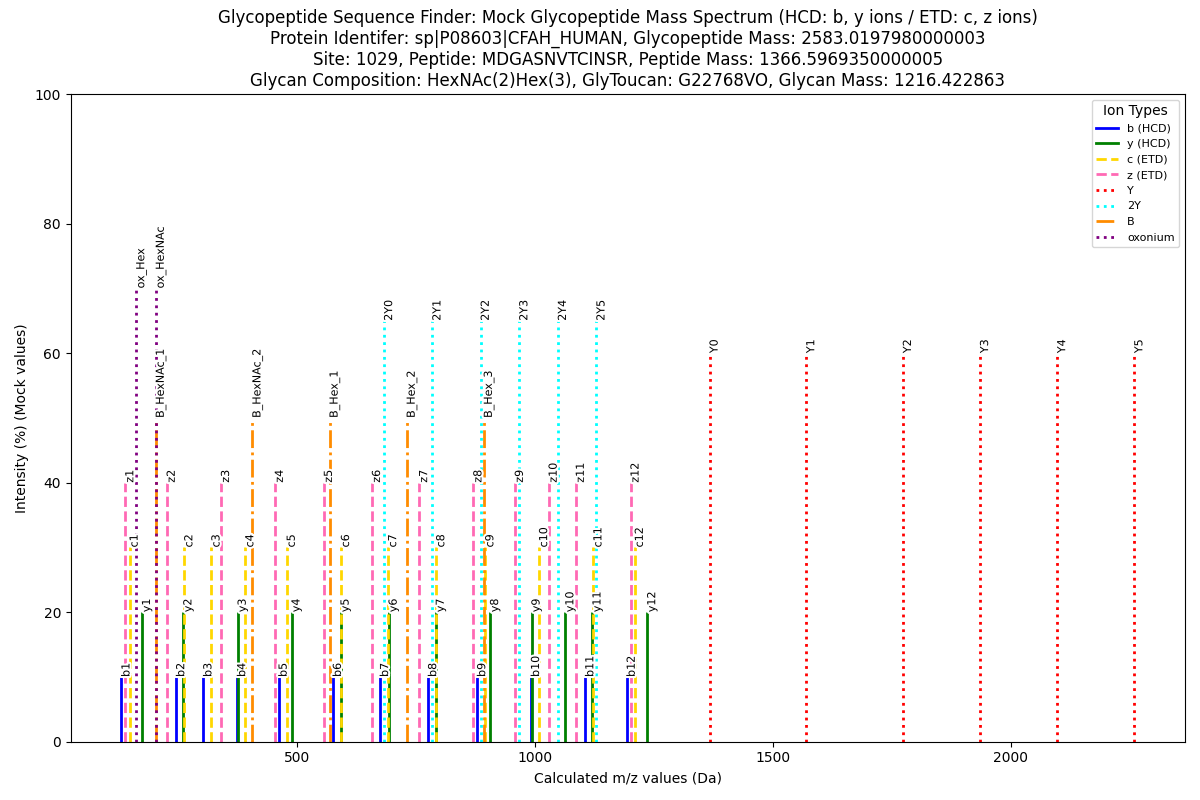 Glycopeptide Sequence Finder: Mock Glycopeptide Mass Spectrum (HCD: b, y ions / ETD: c, z ions)
Protein Identifer: sp|P08603|CFAH_HUMAN, Glycopeptide Mass: 2583.0197980000003
Site: 1029, Peptide: MDGASNVTCINSR, Peptide Mass: 1366.5969350000005
Glycan Composition: HexNAc(2)Hex(3), GlyToucan: G22768VO, Glycan Mass: 1216.422863
Ion Types
b (HCD)
y (HCD)
c (ETD)
z (ETD)
Y
2Y
B
oxonium
100
80
60
40
20
0
Intensity (%) (Mock values)
ox_Hex
ox_HexNAc
2Y0
2Y1
2Y2
2Y3
2Y4
2Y5
Y0
Y1
Y2
Y3
Y4
Y5
B_HexNAc_1
B_HexNAc_2
B_Hex_1
B_Hex_2
B_Hex_3
z1
z2
z3
z4
z5
z6
z7
z8
z9
z10
z11
z12
c1
c2
c3
c4
c5
c6
c7
c8
c9
c10
c11
c12
y1
y2
y3
y4
y5
y6
y7
y8
y9
y10
y11
y12
b1
b2
b3
b4
b5
b6
b7
b8
b9
b10
b11
b12
500
1000
1500
2000
Calculated m/z values (Da)